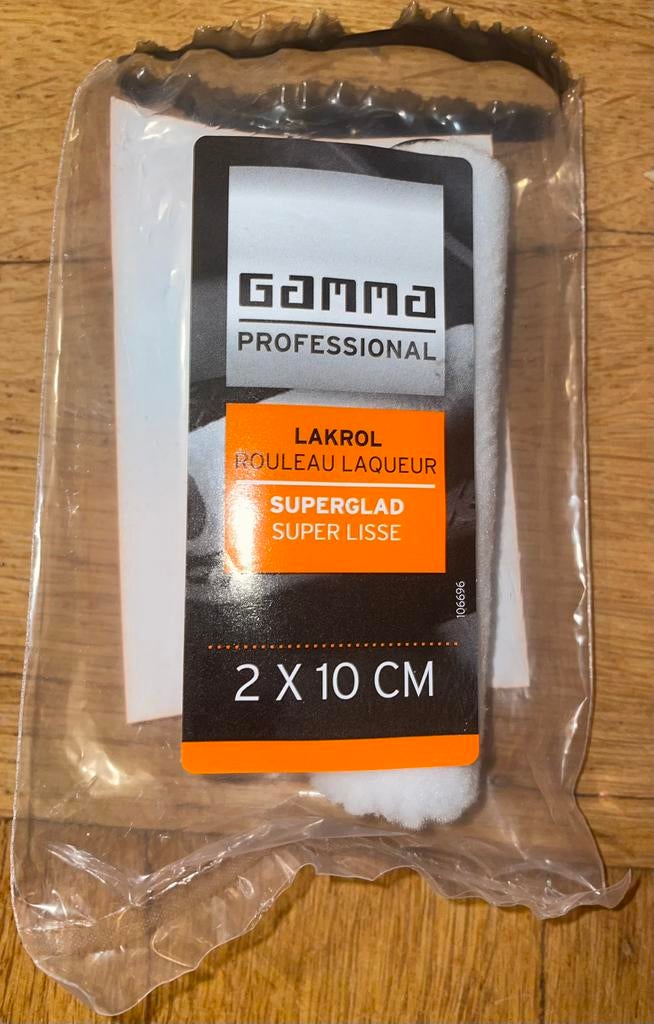 Gamma
PROFESSIONAL
LAKROL
ROULEAU LAQUEUR
SUPERGLAD
SUPER LISSE
106696
2 X 10 CM